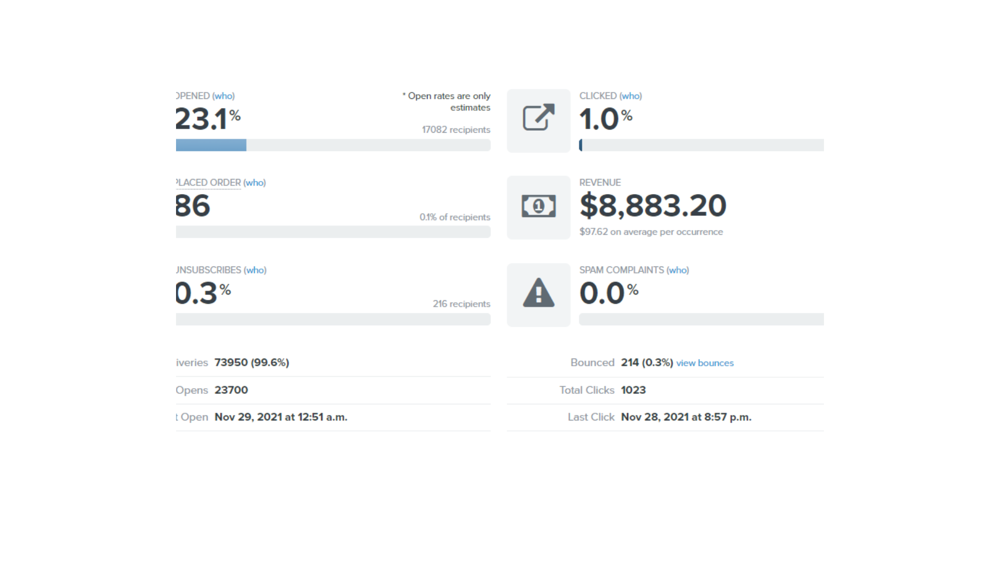 OPENED (who)
23.1%
* Open rates are only
estimates
17082 recipients
CLICKED (who)
1.0%
PLACED ORDER (who)
86
0.1% of recipients
REVENUE
$8,883.20
$97.62 on average per occurrence
UNSUBSCRIBES (who)
0.3%
216 recipients
SPAM COMPLAINTS (who)
0.0%
iveries 73950 (99.6%)
Bounced 214 (0.3%) view bounces
Opens 23700
Total Clicks 1023
t Open Nov 29, 2021 at 12:51 a.m.
Last Click Nov 28, 2021 at 8:57 p.m.